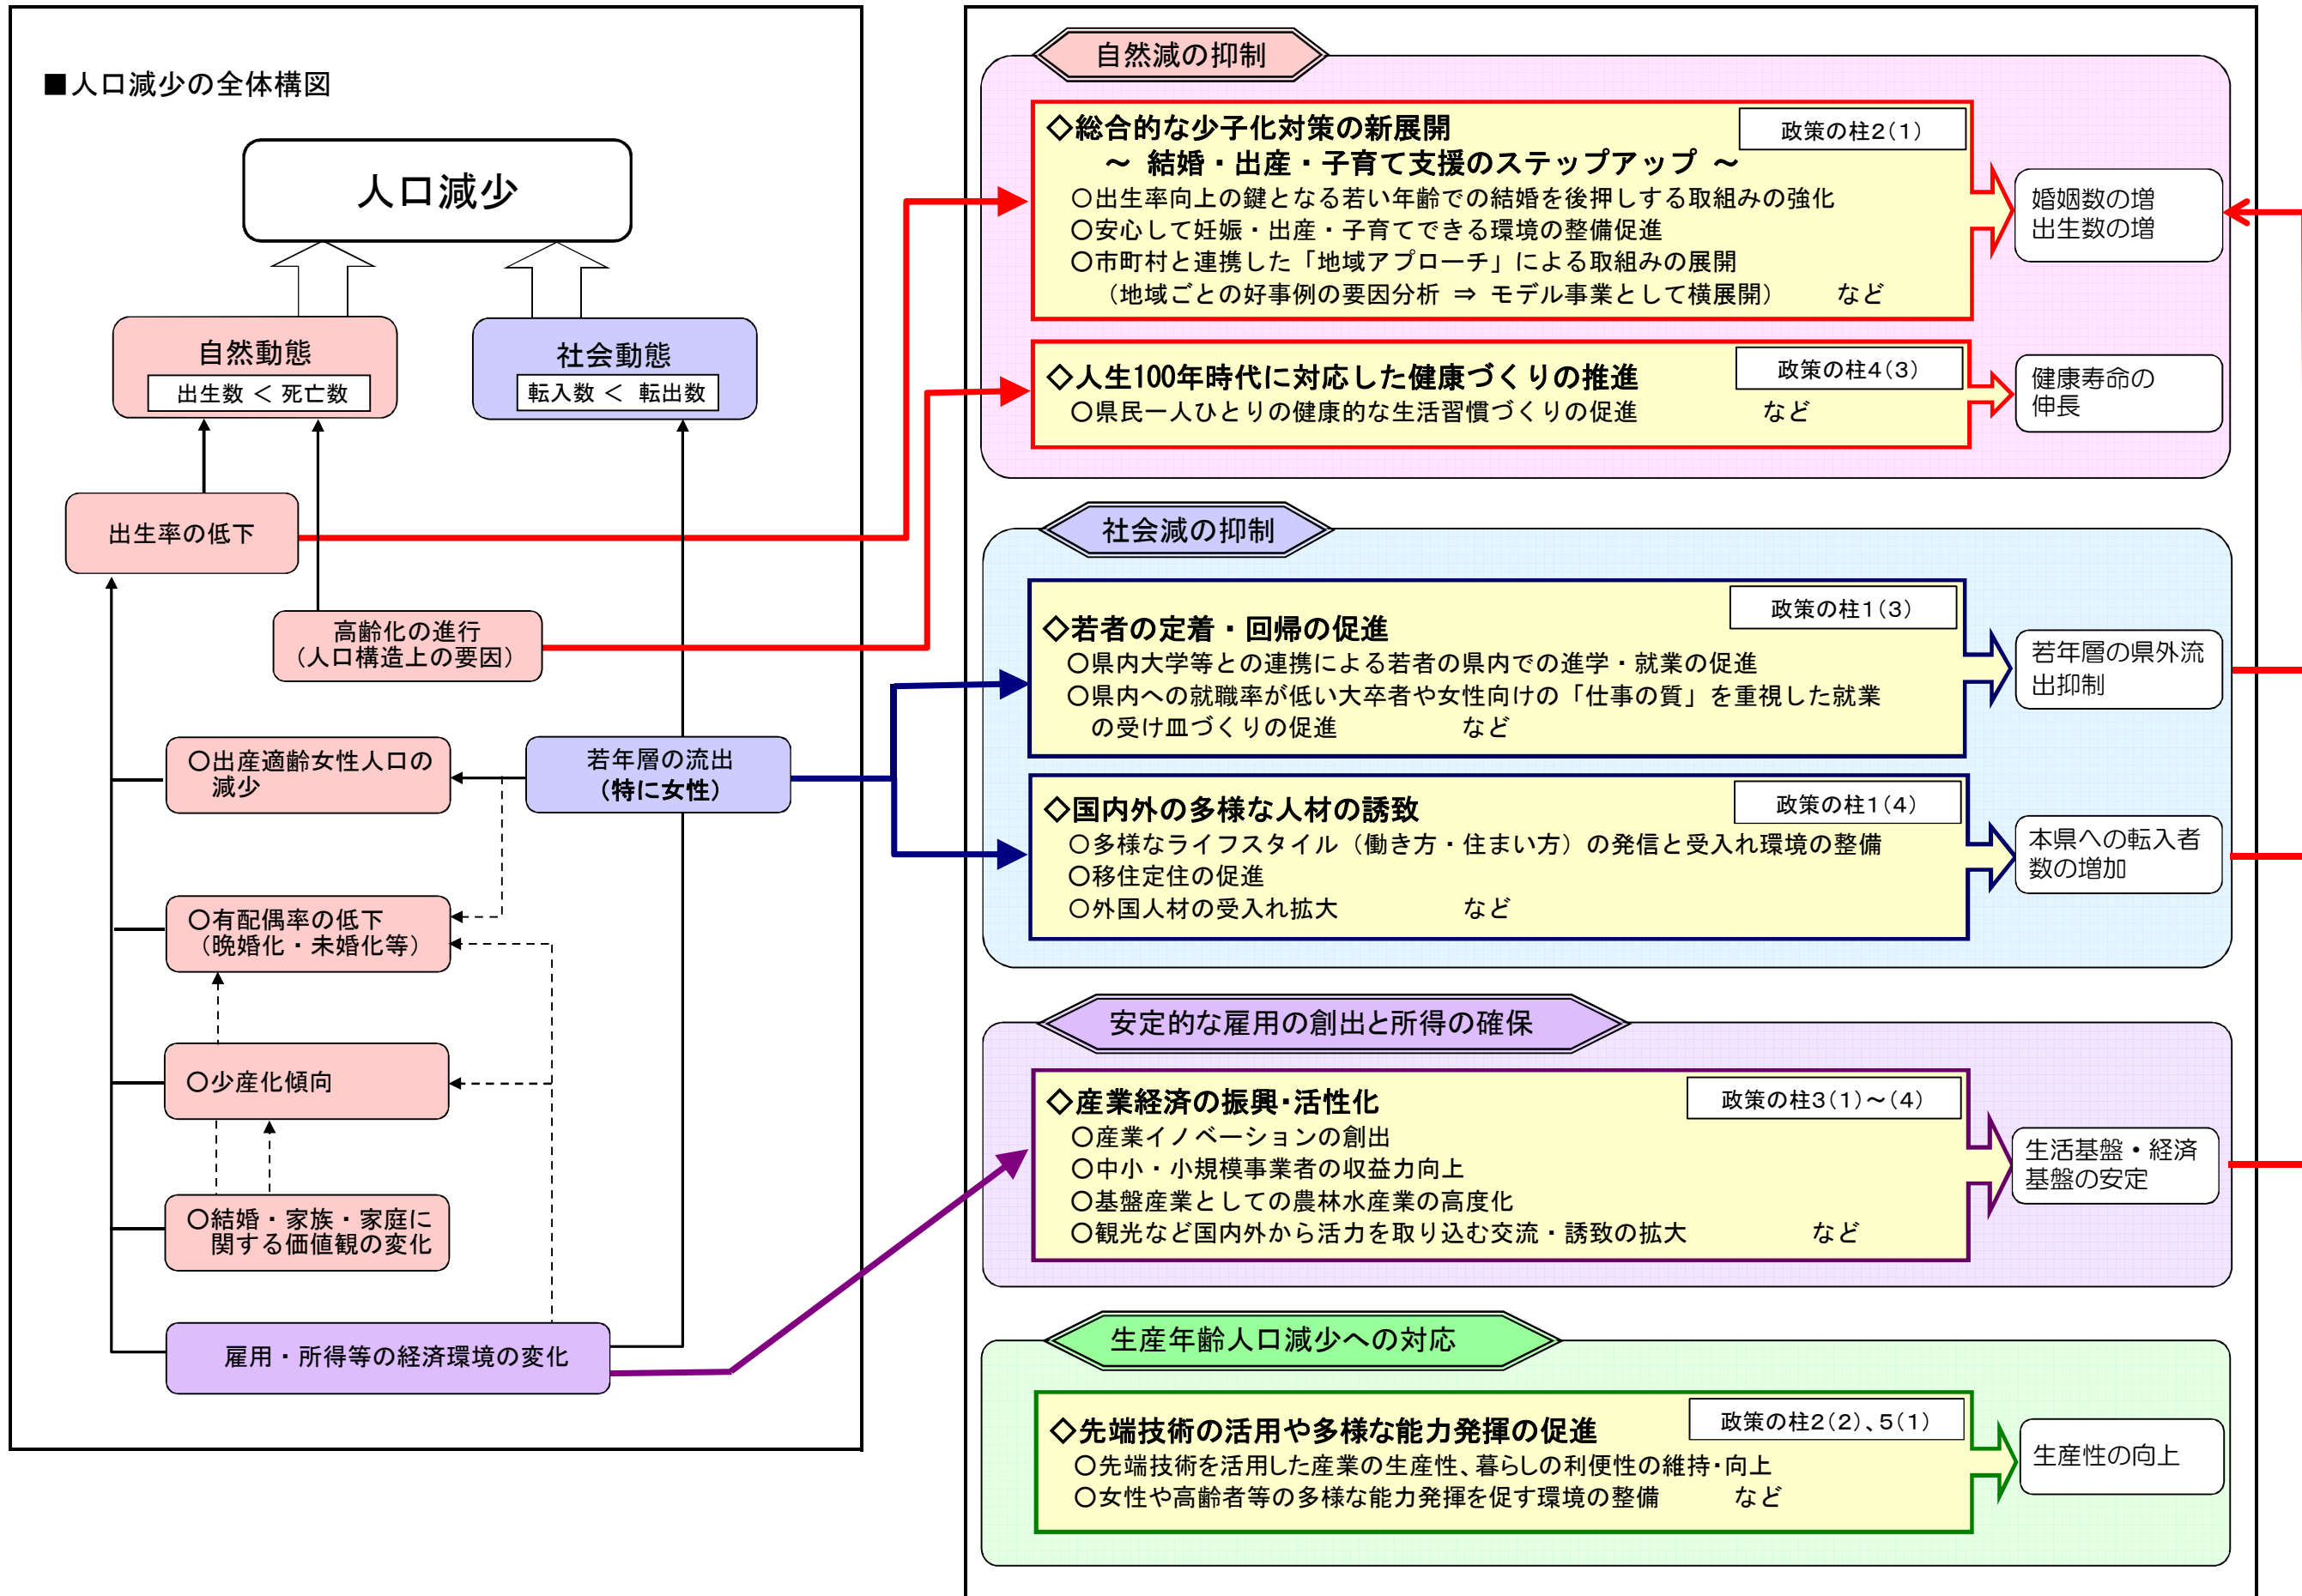 ■人口減少の全体構図
人口減少
自然動態
出生数 < 死亡数
社会動態
転入数 < 転出数
出生率の低下
高齢化の進行
（人口構造上の要因）
○出産適齢女性人口の
減少
若年層の流出
（特に女性）
○有配偶率の低下
（晩婚化・未婚化等）
○少産化傾向
○結婚・家族・家庭に
関する価値観の変化
雇用・所得等の経済環境の変化
自然減の抑制
◇総合的な少子化対策の新展開
政策の柱２（１）
～ 結婚・出産・子育て支援のステップアップ ～
○出生率向上の鍵となる若い年齢での結婚を後押しする取組みの強化
○安心して妊娠・出産・子育てできる環境の整備促進
○市町村と連携した「地域アプローチ」による取組みの展開
（地域ごとの好事例の要因分析 ⇒ モデル事業として横展開） など
婚姻数の増
出生数の増
◇人生100年時代に対応した健康づくりの推進
政策の柱４（３）
○県民一人ひとりの健康的な生活習慣づくりの促進 など
健康寿命の
伸長
社会減の抑制
政策の柱１（３）
◇若者の定着・回帰の促進
○県内大学等との連携による若者の県内での進学・就業の促進
○県内への就職率が低い大卒者や女性向けの「仕事の質」を重視した就業
の受け皿づくりの促進 など
若年層の県外流
出抑制
◇国内外の多様な人材の誘致
政策の柱１（４）
○多様なライフスタイル（働き方・住まい方）の発信と受入れ環境の整備
○移住定住の促進
○外国人材の受入れ拡大 など
本県への転入者
数の増加
安定的な雇用の創出と所得の確保
◇産業経済の振興・活性化
政策の柱３（１）～（４）
○産業イノベーションの創出
○中小・小規模事業者の収益力向上
○基盤産業としての農林水産業の高度化
○観光など国内外から活力を取り込む交流・誘致の拡大 など
生活基盤・経済
基盤の安定
生産年齢人口減少への対応
◇先端技術の活用や多様な能力発揮の促進
政策の柱２（２）、５（１）
○先端技術を活用した産業の生産性、暮らしの利便性の維持・向上
○女性や高齢者等の多様な能力発揮を促す環境の整備 など
生産性の向上